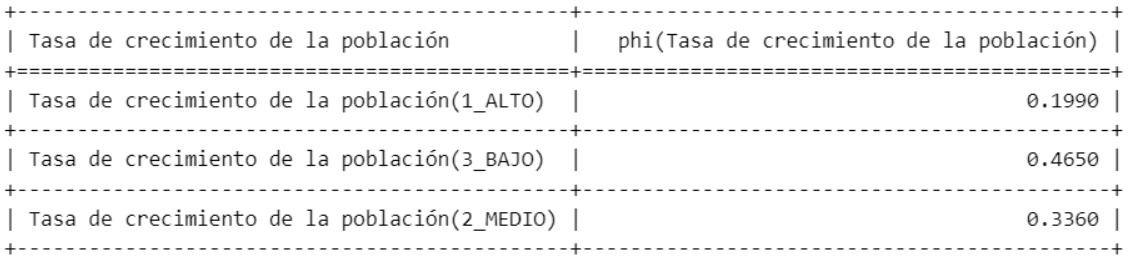 +----------------------------------------------+--------------------------------------------+
| Tasa de crecimiento de la población          |   phi(Tasa de crecimiento de la población) |
+==============================================+============================================+
| Tasa de crecimiento de la población(1_ALTO)  |                                     0.1990 |
+----------------------------------------------+--------------------------------------------+
| Tasa de crecimiento de la población(3_BAJO)  |                                     0.4650 |
+----------------------------------------------+--------------------------------------------+
| Tasa de crecimiento de la población(2_MEDIO) |                                     0.3360 |
+----------------------------------------------+--------------------------------------------+